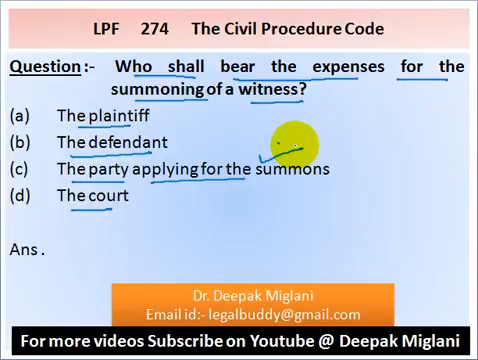 LPF 274 The Civil Procedure Code
Question:- Who shall bear the expenses for the
summoning of a witness?
(a) The plaintiff
(b) The defendant
(c) The party applying for the summons
(d) The court
Ans .
Dr. Deepak Miglani
Email id:- legalbuddy@gmail.com
For more videos Subscribe on Youtube @ Deepak Miglani